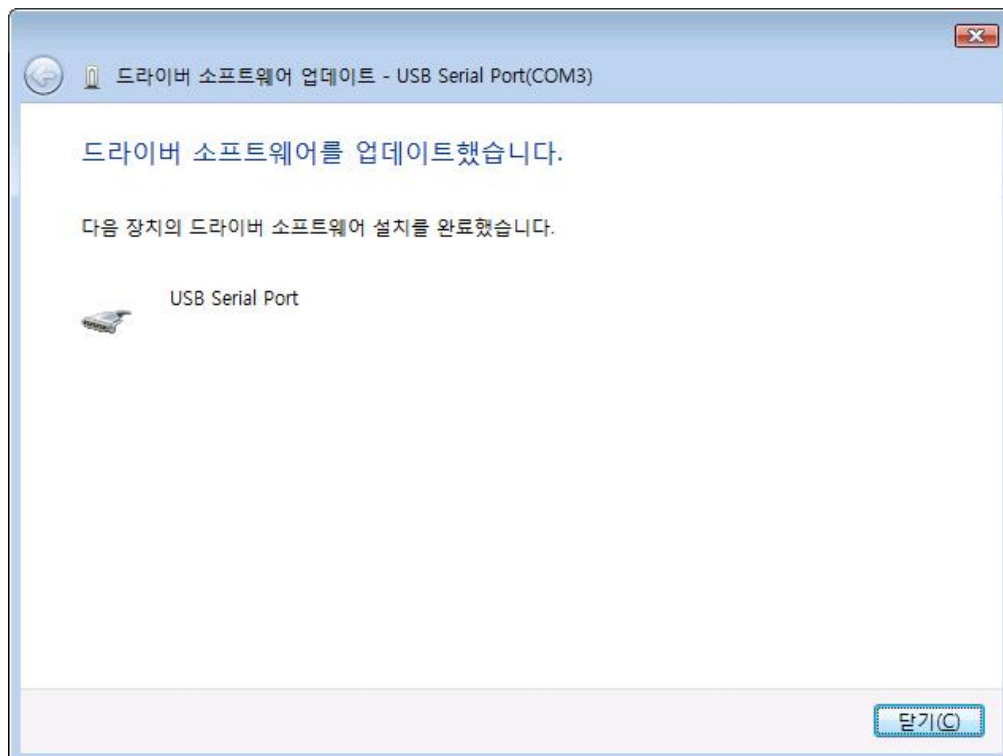 드라이버 소프트웨어 업데이트 - USB Serial Port(COM3)
드라이버 소프트웨어를 업데이트했습니다.
다음 장치의 드라이버 소프트웨어 설치를 완료했습니다.
USB Serial Port
닫기(C)